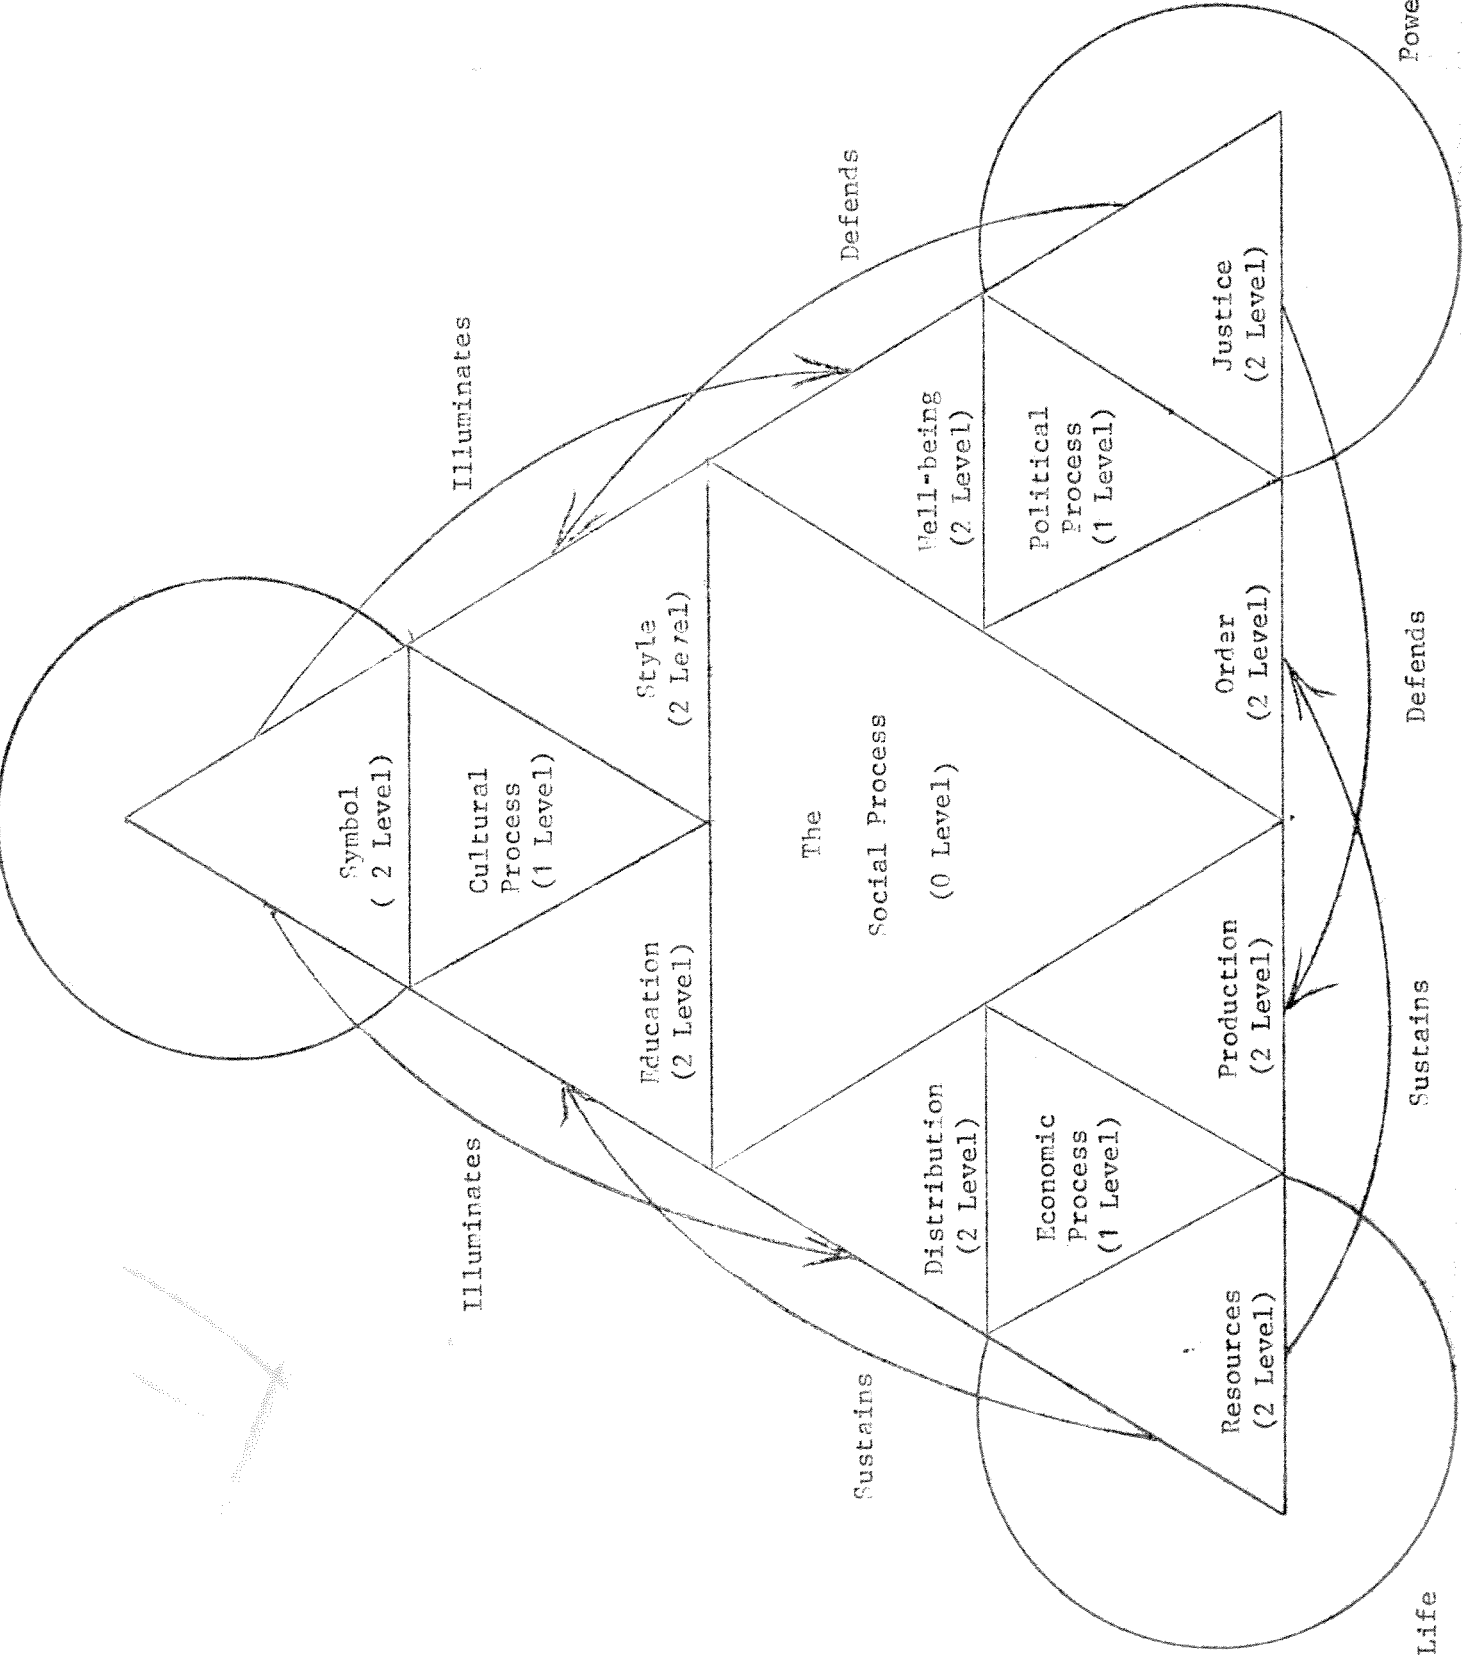 Symbol
( 2 Level)
Illuminates
Cultural
Process
(1 Level)
Illuminates
Education
(2 Level)
Style
(2 Level)
The
Social Process
(0 Level)
Sustains
Defends
Distribution
(2 Level)
Well-being
(2 Level)
Economic
Process
(1 Level)
Political
Process
(1 Level)
Resources
(2 Level)
Production
(2 Level)
Order
(2 Level)
Justice
(2 Level)
Life
Sustains
Defends
Powe